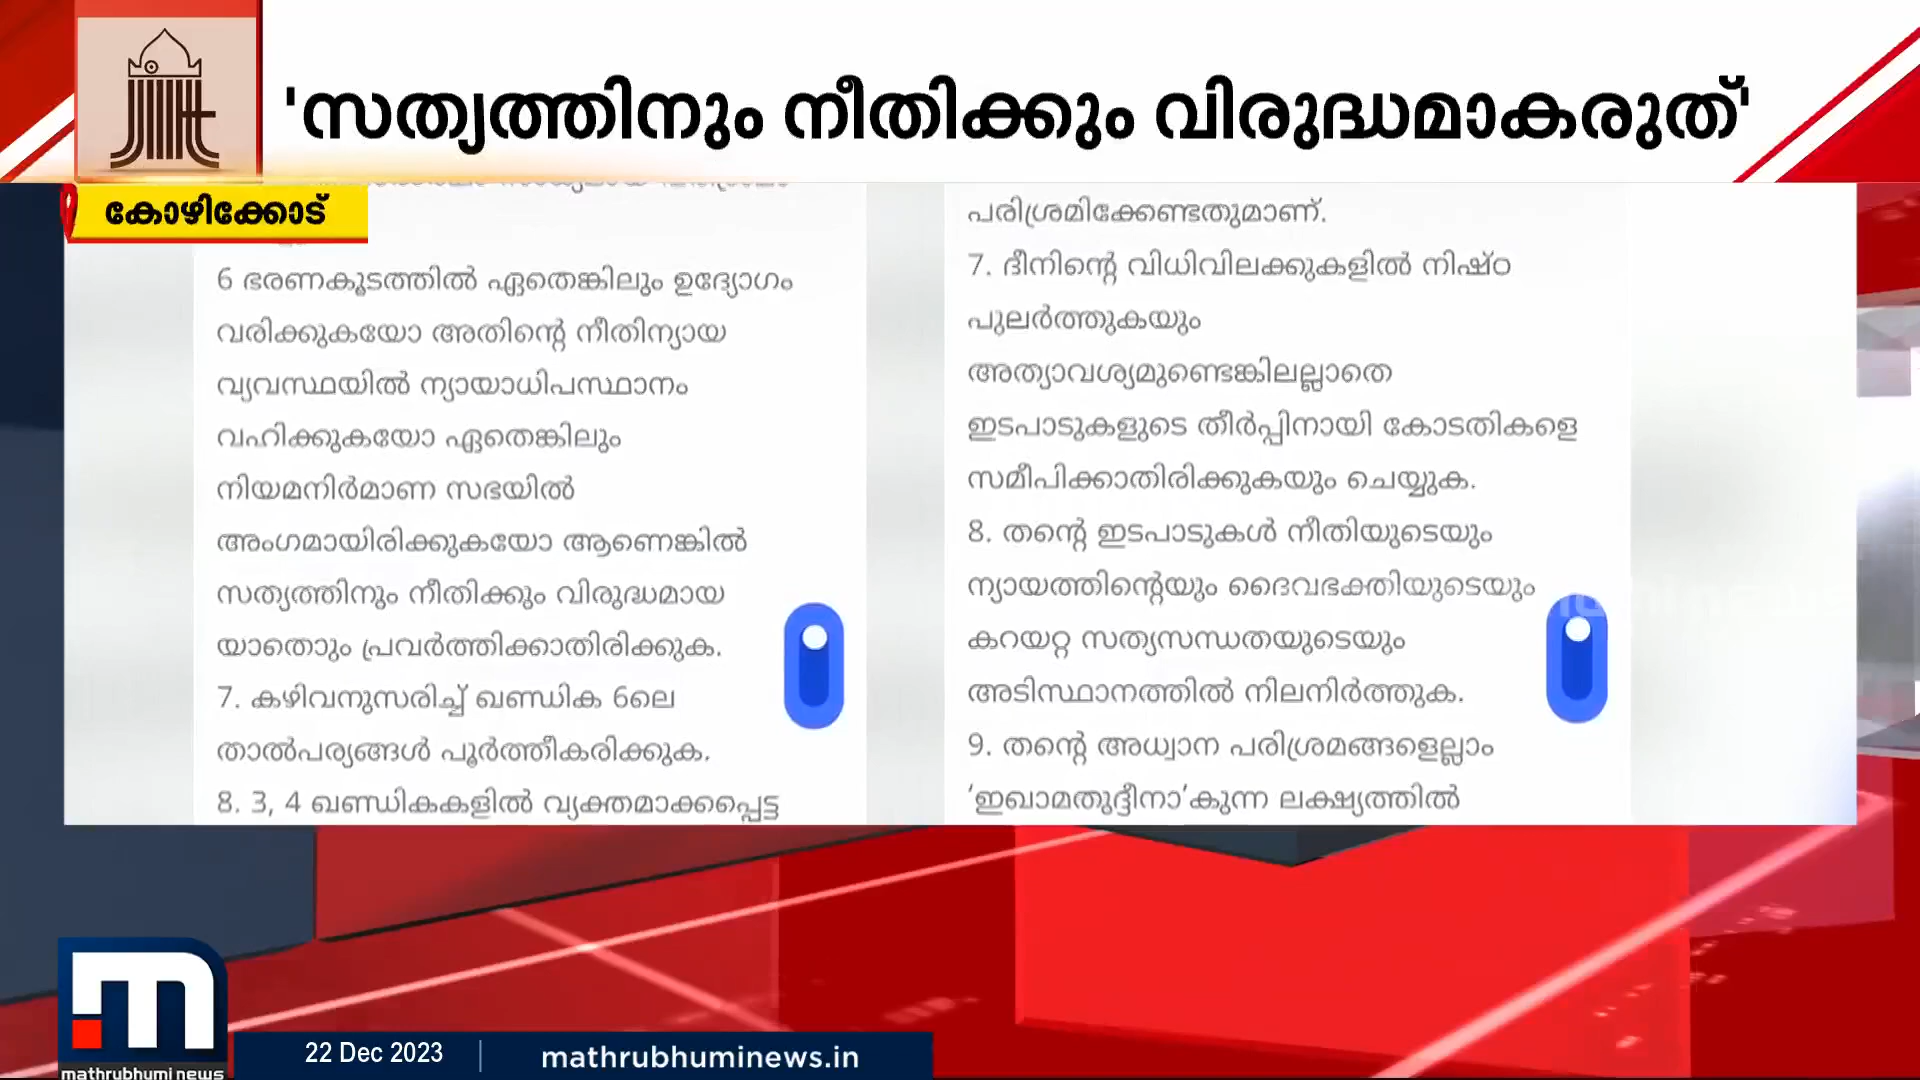 'സത്യത്തിനും നീതിക്കും വിരുദ്ധമാകരുത്'
കോഴിക്കോട്
6 ഭരണകൂടത്തിൽ ഏതെങ്കിലും ഉദ്യോഗം
വരിക്കുകയോ അതിന്റെ നീതിന്യായ
വ്യവസ്ഥയിൽ ന്യായാധിപസ്ഥാനം
വഹിക്കുകയോ ഏതെങ്കിലും
നിയമനിർമാണ സഭയിൽ
അംഗമായിരിക്കുകയോ ആണെങ്കിൽ
സത്യത്തിനും നീതിക്കും വിരുദ്ധമായ
യാതൊും പ്രവർത്തിക്കാതിരിക്കുക.
7. കഴിവനുസരിച്ച് ഖണ്ഡിക 6ലെ
താൽപര്യങ്ങൾ പൂർത്തീകരിക്കുക.
8. 3, 4 ഖണ്ഡികകളിൽ വ്യക്തമാക്കപ്പെട്ട
പരിശ്രമിക്കേണ്ടതുമാണ്.
7. ദീനിന്റെ വിധിവിലക്കുകളിൽ നിഷ്ഠ
പുലർത്തുകയും
അത്യാവശ്യമുണ്ടെങ്കിലല്ലാതെ
ഇടപാടുകളുടെ തീർപ്പിനായി കോടതികളെ
സമീപിക്കാതിരിക്കുകയും ചെയ്യുക.
8. തന്റെ ഇടപാടുകൾ നീതിയുടെയും
ന്യായത്തിന്റെയും ദൈവഭക്തിയുടെയും
കറയറ്റ സത്യസന്ധതയുടെയും
അടിസ്ഥാനത്തിൽ നിലനിർത്തുക.
9. തന്റെ അധ്വാന പരിശ്രമങ്ങളെല്ലാം
'ഇഖാമതുദ്ദീനാ'കുന്ന ലക്ഷ്യത്തിൽ
mathrubhumi news
22 Dec 2023
mathrubhuminews.in